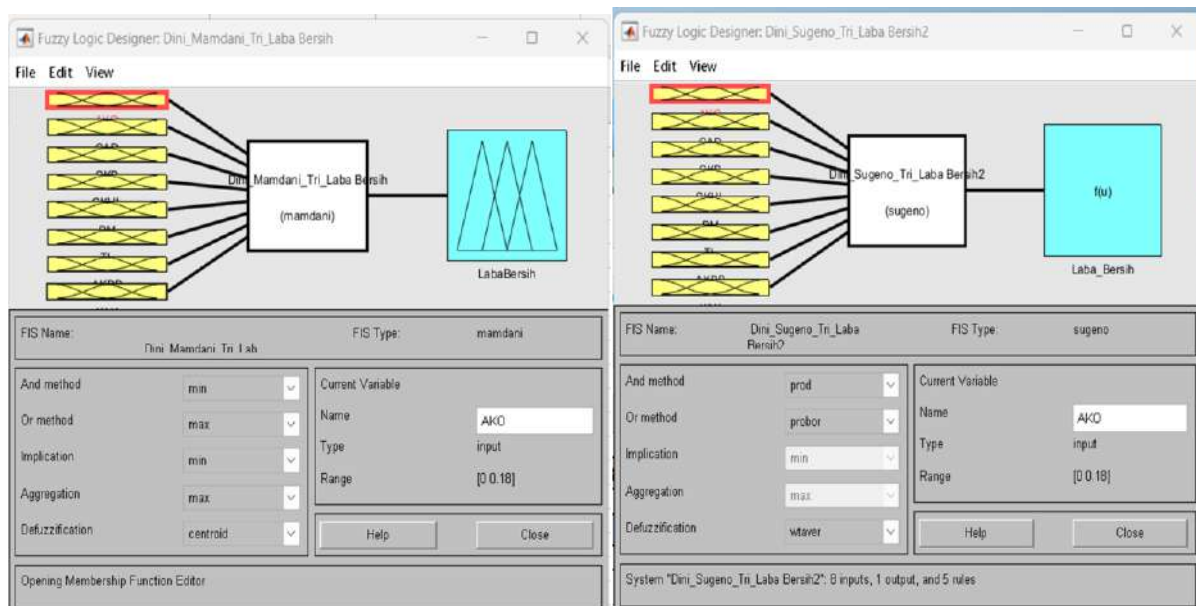 Fuzzy Logic Designer: Dini_Mamdani_Tri_Laba Bersih
File Edit View
Dini_Mamdani_Tri_Laba Bersih
(mamdani)
LabaBersih
FIS Name:
Dini_Mamdani_Tri_Lab
FIS Type:
mamdani
And method
min
Or method
max
Implication
min
Aggregation
max
Defuzzification
centroid
Current Variable
Name
AKO
Type
input
Range
[0 0.18]
Help
Close
Opening Membership Function Editor
Fuzzy Logic Designer: Dini_Sugeno_Tri_Laba Bersih2
File Edit View
Dini_Sugeno_Tri_Laba Bersih2
(sugeno)
f(u)
Laba_Bersih
FIS Name:
Dini_Sugeno_Tri_Laba
Bersih2
FIS Type:
sugeno
And method
prod
Or method
probor
Implication
min
Aggregation
max
Defuzzification
wtaver
Current Variable
Name
AKO
Type
input
Range
[0 0.18]
Help
Close
System "Dini_Sugeno_Tri_Laba Bersih2": 8 inputs, 1 output, and 5 rules